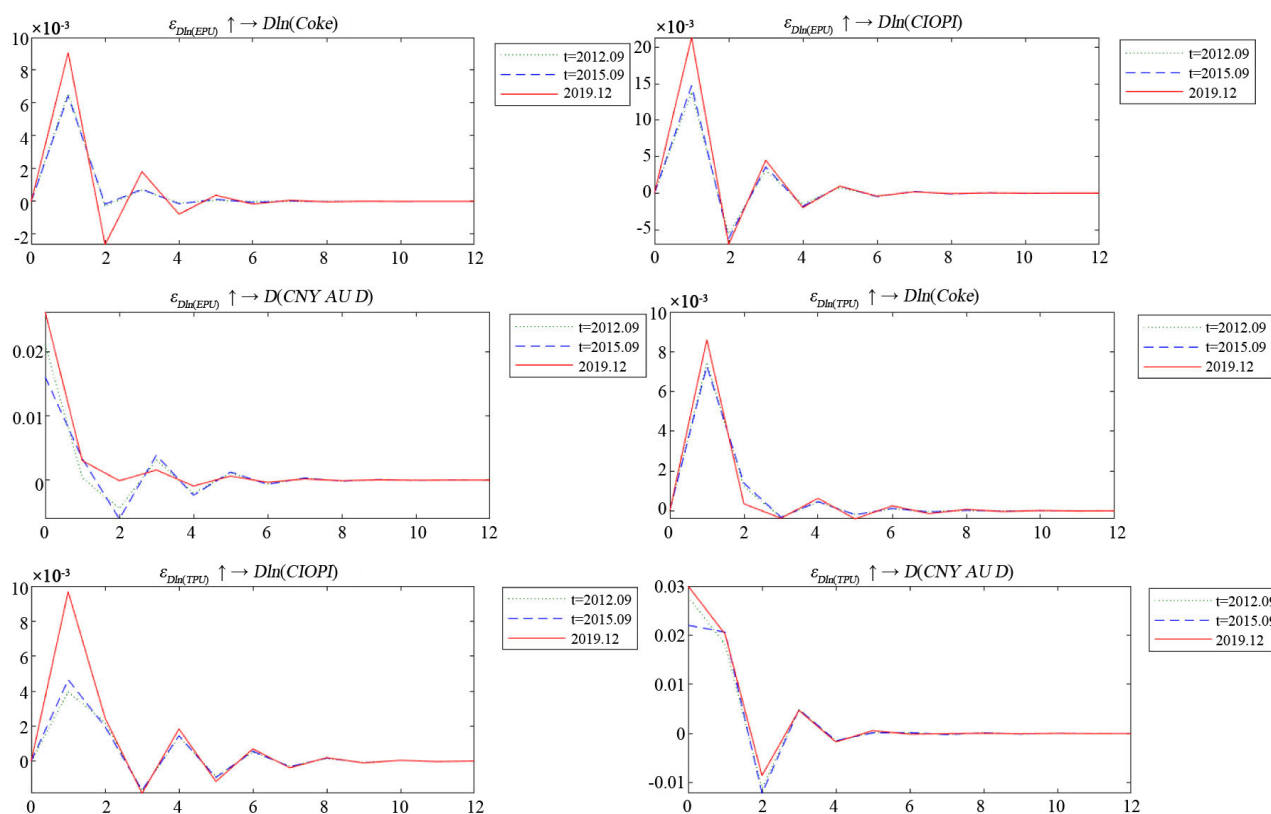 ε_Dln(EPU) ↑ → Dln(Coke)
×10⁻³
10
8
6
4
2
0
-2
0 2 4 6 8 10 12
t=2012.09
t=2015.09
2019.12
ε_Dln(EPU) ↑ → Dln(CIOPI)
×10⁻³
20
15
10
5
0
-5
0 2 4 6 8 10 12
t=2012.09
t=2015.09
2019.12
ε_Dln(EPU) ↑ → D(CNY AU D)
0.02
0.01
0
0 2 4 6 8 10 12
t=2012.09
t=2015.09
2019.12
ε_Dln(TPU) ↑ → Dln(Coke)
×10⁻³
10
8
6
4
2
0
0 2 4 6 8 10 12
t=2012.09
t=2015.09
2019.12
ε_Dln(TPU) ↑ → Dln(CIOPI)
×10⁻³
10
8
6
4
2
0
0 2 4 6 8 10 12
t=2012.09
t=2015.09
2019.12
ε_Dln(TPU) ↑ → D(CNY AU D)
0.03
0.02
0.01
0
-0.01
0 2 4 6 8 10 12
t=2012.09
t=2015.09
2019.12